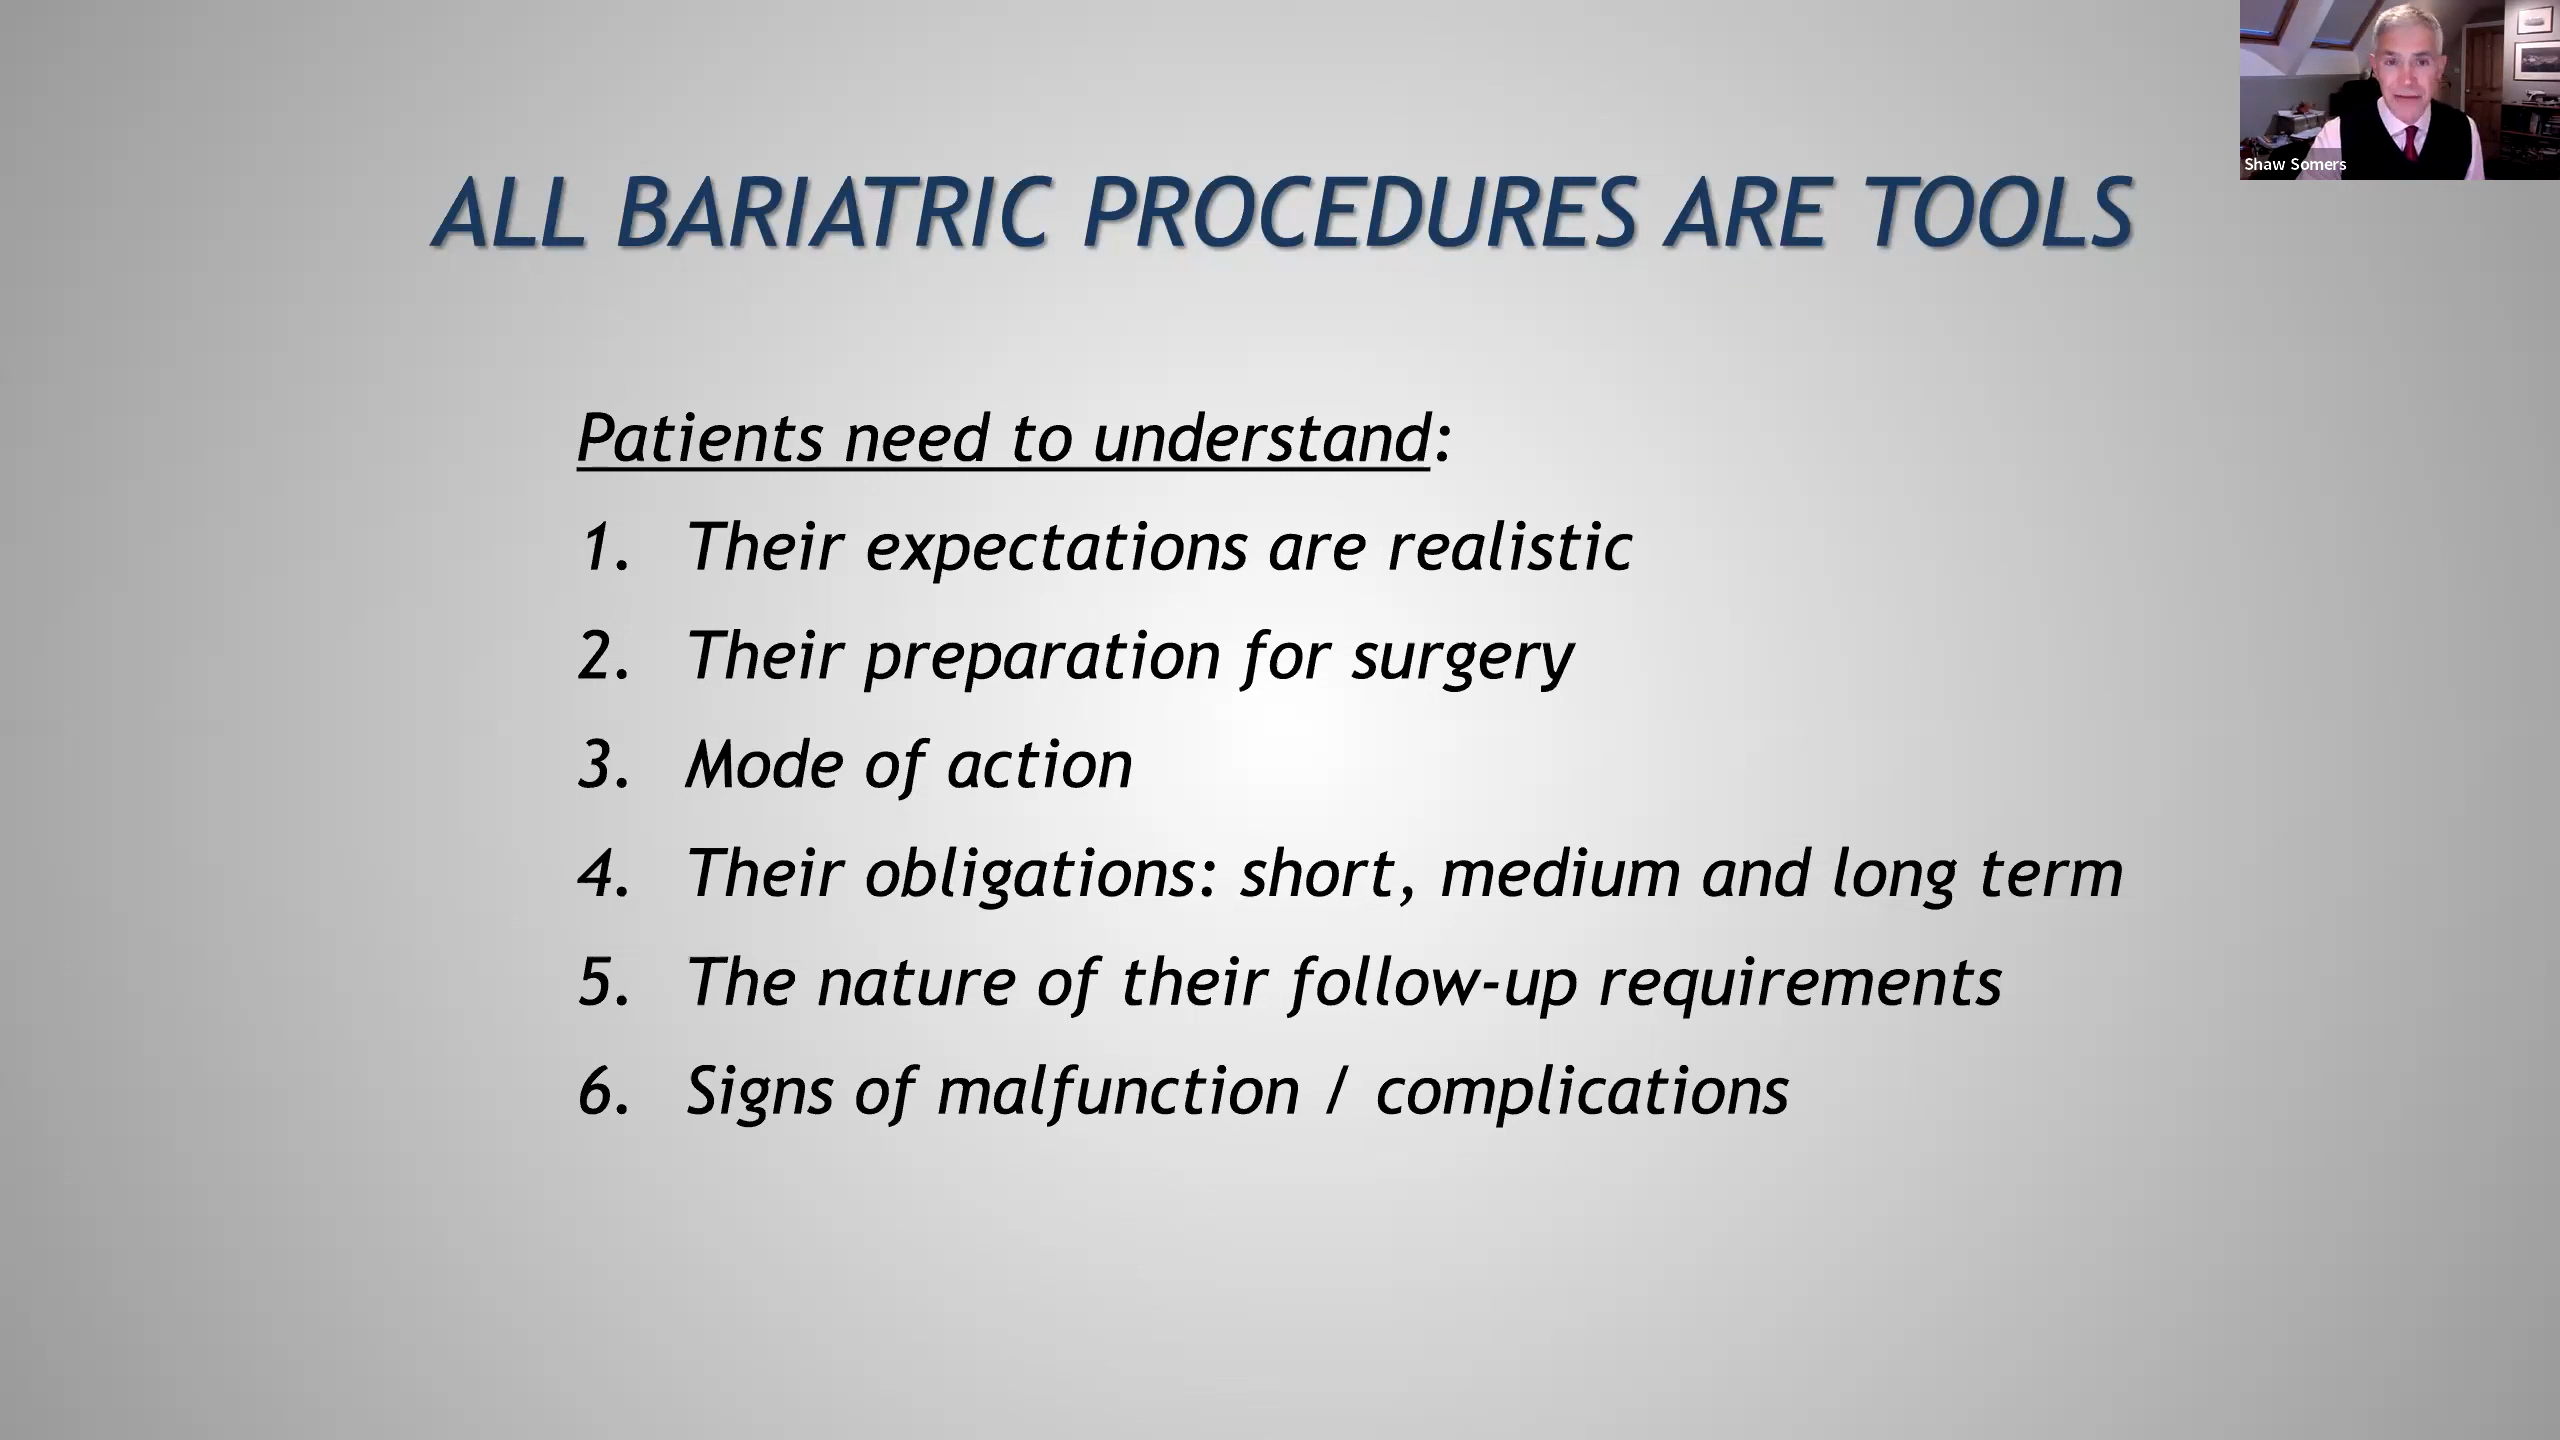 Shaw Somers
ALL BARIATRIC PROCEDURES ARE TOOLS
Patients need to understand:
1. Their expectations are realistic
2. Their preparation for surgery
3. Mode of action
4. Their obligations: short, medium and long term
5. The nature of their follow-up requirements
6. Signs of malfunction / complications